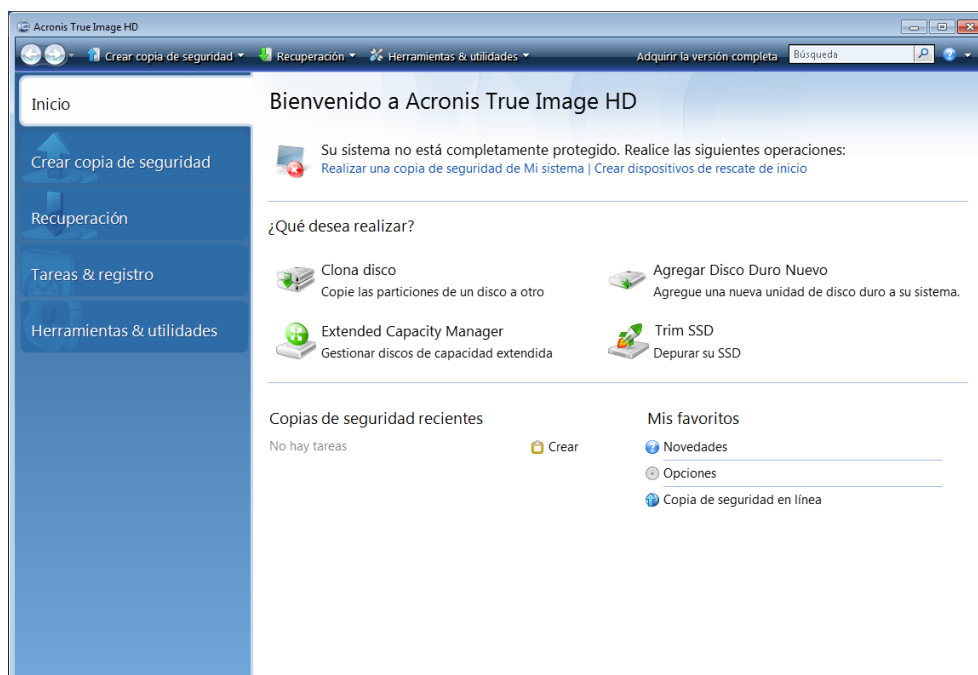 Acronis True Image HD
Crear copia de seguridad
Recuperación
Herramientas & utilidades
Adquirir la versión completa
Búsqueda
Inicio
Crear copia de seguridad
Recuperación
Tareas & registro
Herramientas & utilidades
Bienvenido a Acronis True Image HD
Su sistema no está completamente protegido. Realice las siguientes operaciones:
Realizar una copia de seguridad de Mi sistema | Crear dispositivos de rescate de inicio
¿Qué desea realizar?
Clona disco
Copie las particiones de un disco a otro
Agregar Disco Duro Nuevo
Agregue una nueva unidad de disco duro a su sistema.
Extended Capacity Manager
Gestionar discos de capacidad extendida
Trim SSD
Depurar su SSD
Copias de seguridad recientes
No hay tareas
Crear
Mis favoritos
Novedades
Opciones
Copia de seguridad en línea